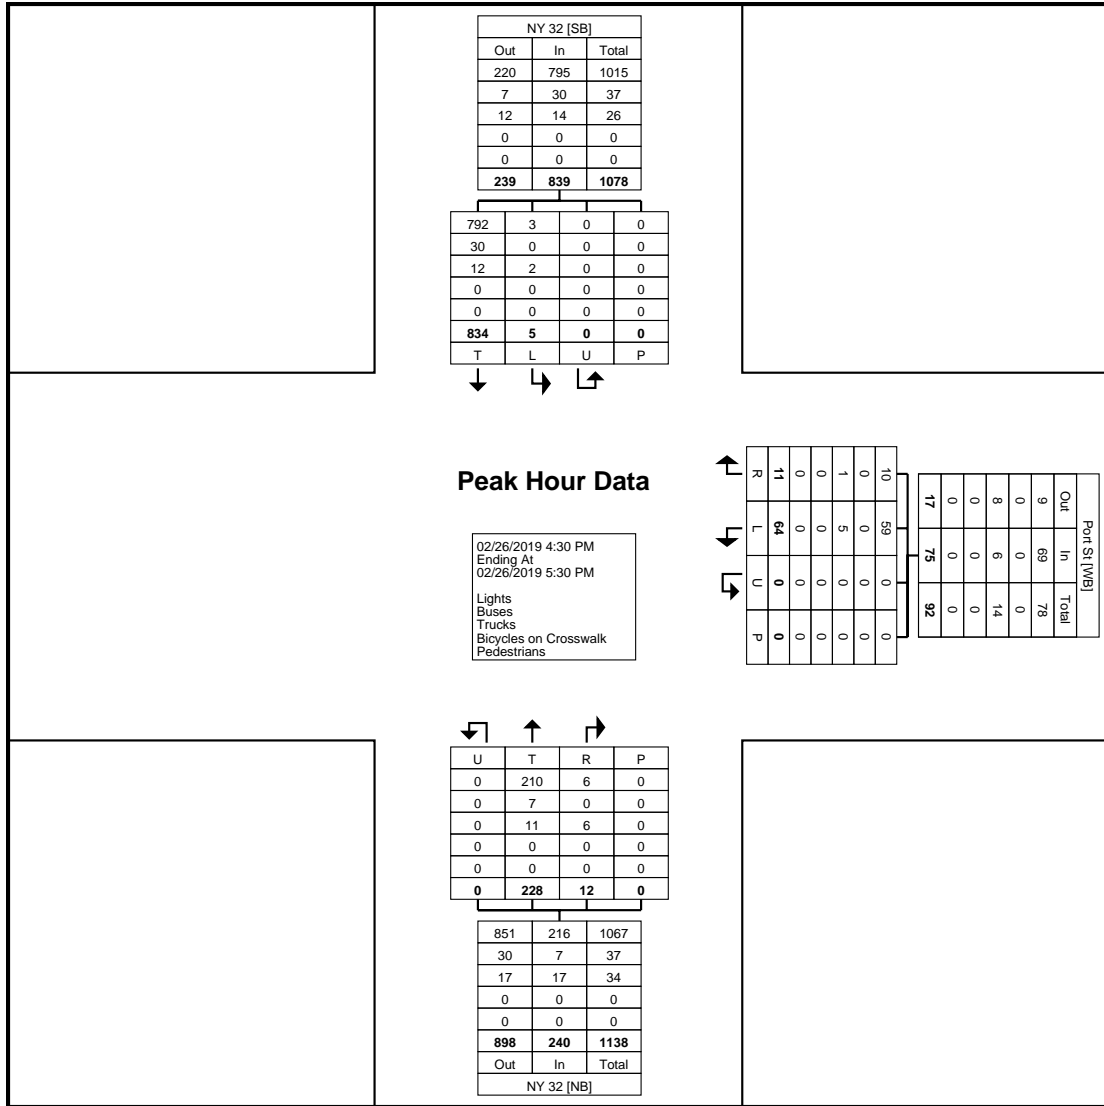 NY 32 [SB]
Out In Total
220 795 1015
7 30 37
12 14 26
0 0 0
0 0 0
239 839 1078
792 3 0 0
30 0 0 0
12 2 0 0
0 0 0 0
0 0 0 0
834 5 0 0
T L U P
Peak Hour Data
02/26/2019 4:30 PM
Ending At
02/26/2019 5:30 PM
Lights
Buses
Trucks
Bicycles on Crosswalk
Pedestrians
Port St [WB]
Out In Total
9 69 78
0 0 0
8 6 14
0 0 0
0 0 0
17 75 92
10 59 0 0
0 0 0 0
1 5 0 0
0 0 0 0
0 0 0 0
11 64 0 0
R L U P
U T R P
0 210 6 0
0 7 0 0
0 11 6 0
0 0 0 0
0 0 0 0
0 228 12 0
851 216 1067
30 7 37
17 17 34
0 0 0
0 0 0
898 240 1138
Out In Total
NY 32 [NB]